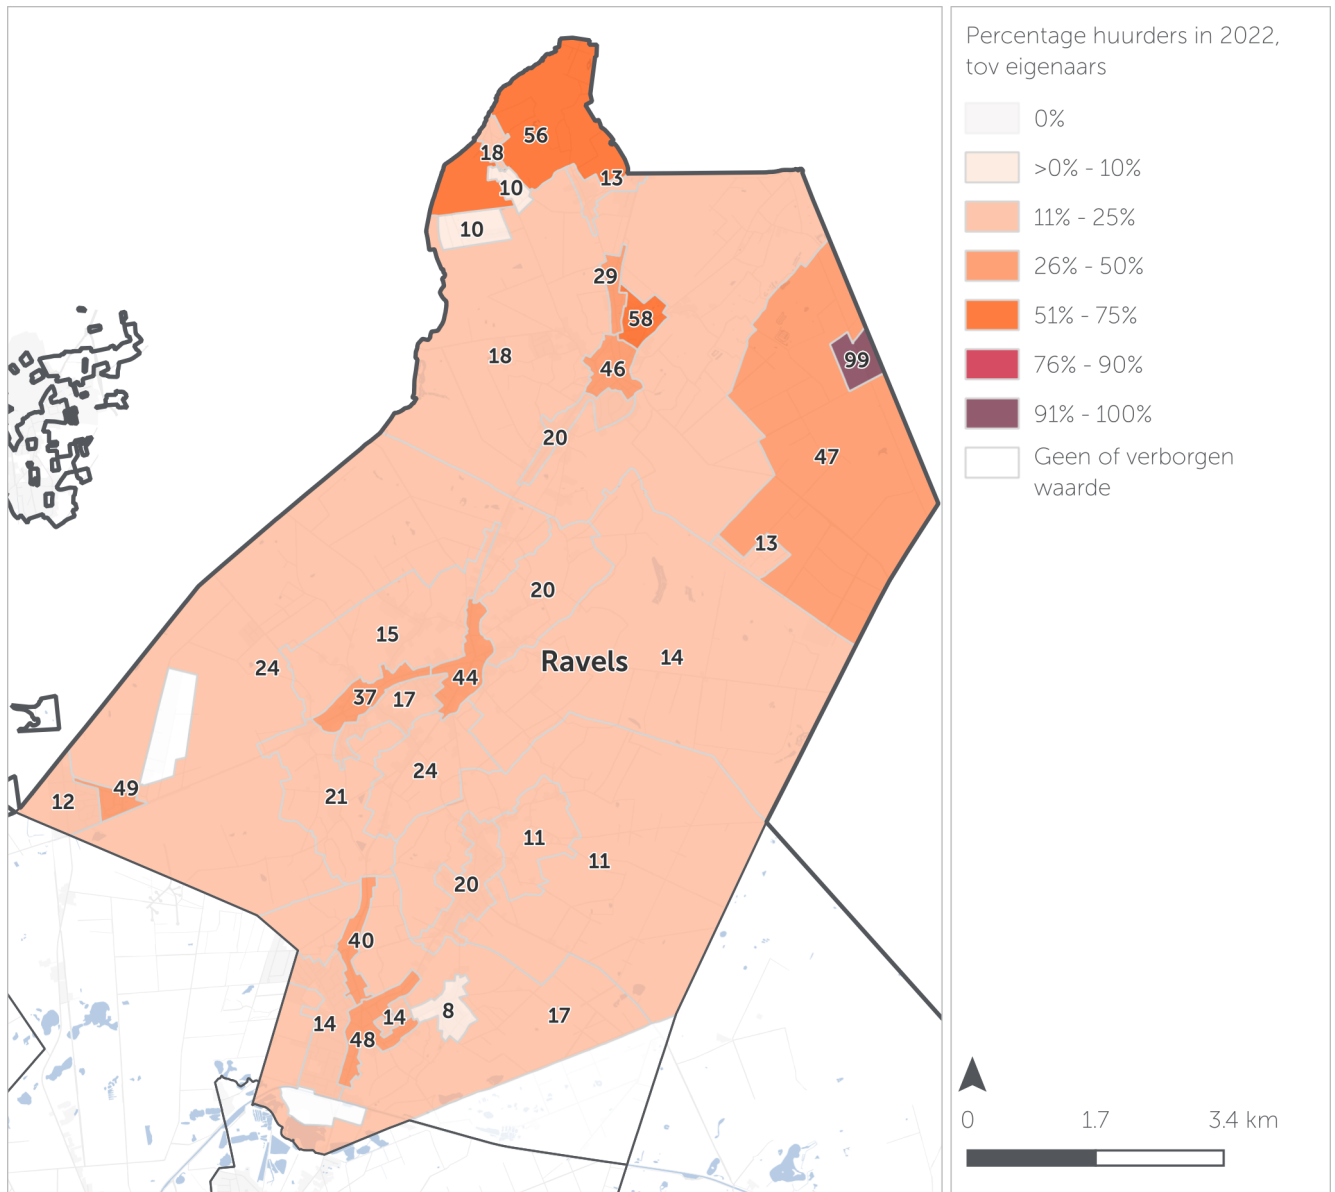 56
18
10
13
10
29
58
18
46
99
20
47
13
20
15
24
Ravels
14
37
17
44
24
12
49
21
11
11
20
40
14
14
8
17
48
Percentage huurders in 2022,
tov eigenaars
0%
>0% - 10%
11% - 25%
26% - 50%
51% - 75%
76% - 90%
91% - 100%
Geen of verborgen
waarde
0 1.7 3.4 km